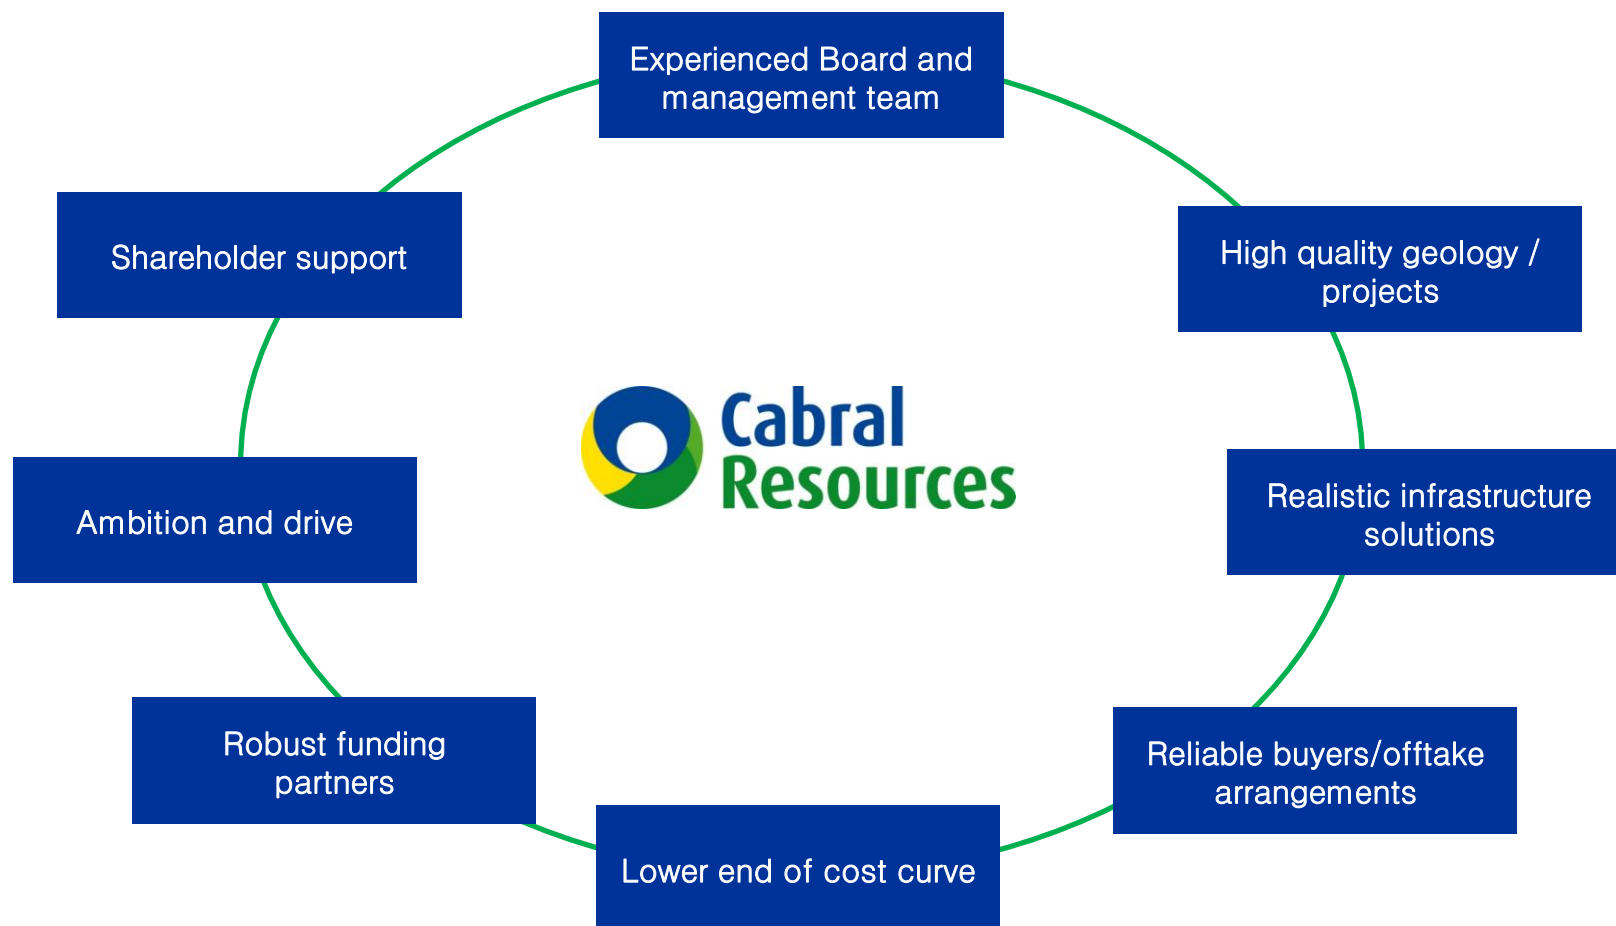 Experienced Board and
management team
Shareholder support
High quality geology /
projects
Cabral
Resources
Ambition and drive
Realistic infrastructure
solutions
Robust funding
partners
Reliable buyers/offtake
arrangements
Lower end of cost curve